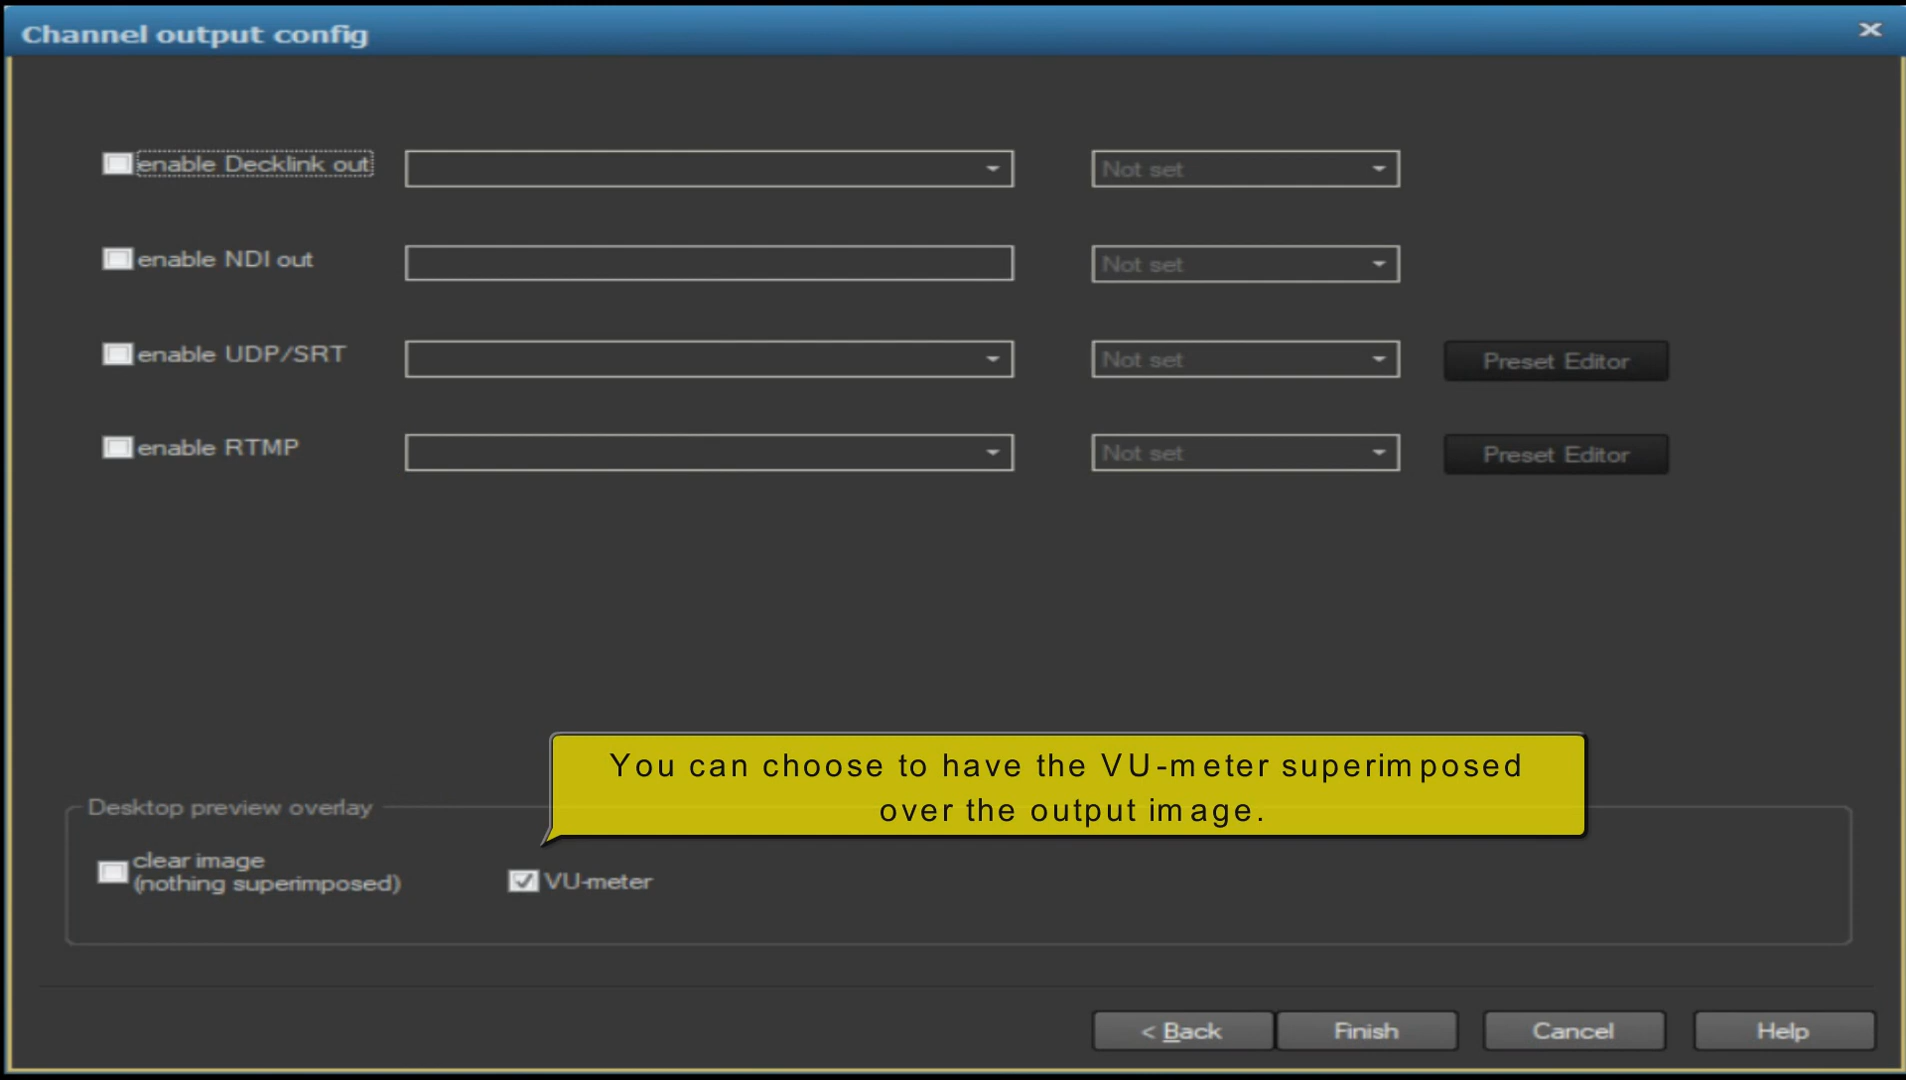 Channel output config
enable Decklink out
Not set
enable NDI out
Not set
enable UDP/SRT
Not set
Preset Editor
enable RTMP
Not set
Preset Editor
You can choose to have the VU-meter superimposed
over the output image.
Desktop preview overlay
clear image
(nothing superimposed)
VU-meter
< Back
Finish
Cancel
Help